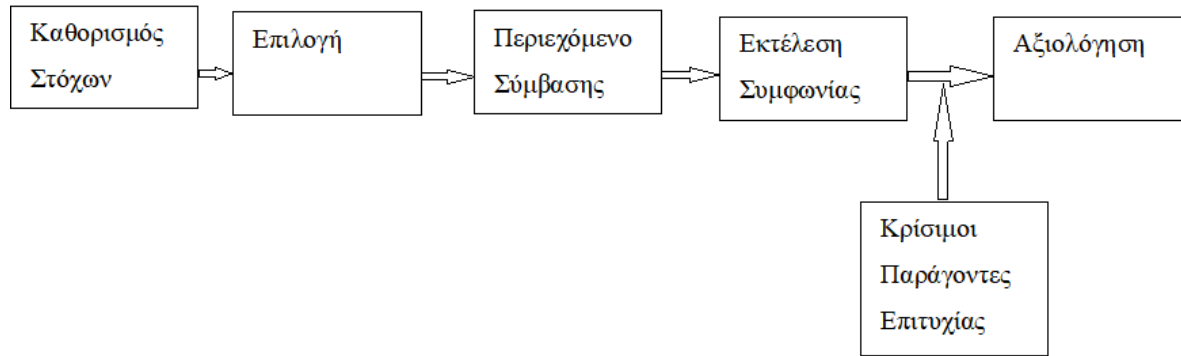 Καθορισμός
Στόχων
Επιλογή
Περιεχόμενο
Σύμβασης
Εκτέλεση
Συμφωνίας
Αξιολόγηση
Κρίσιμοι
Παράγοντες
Επιτυχίας